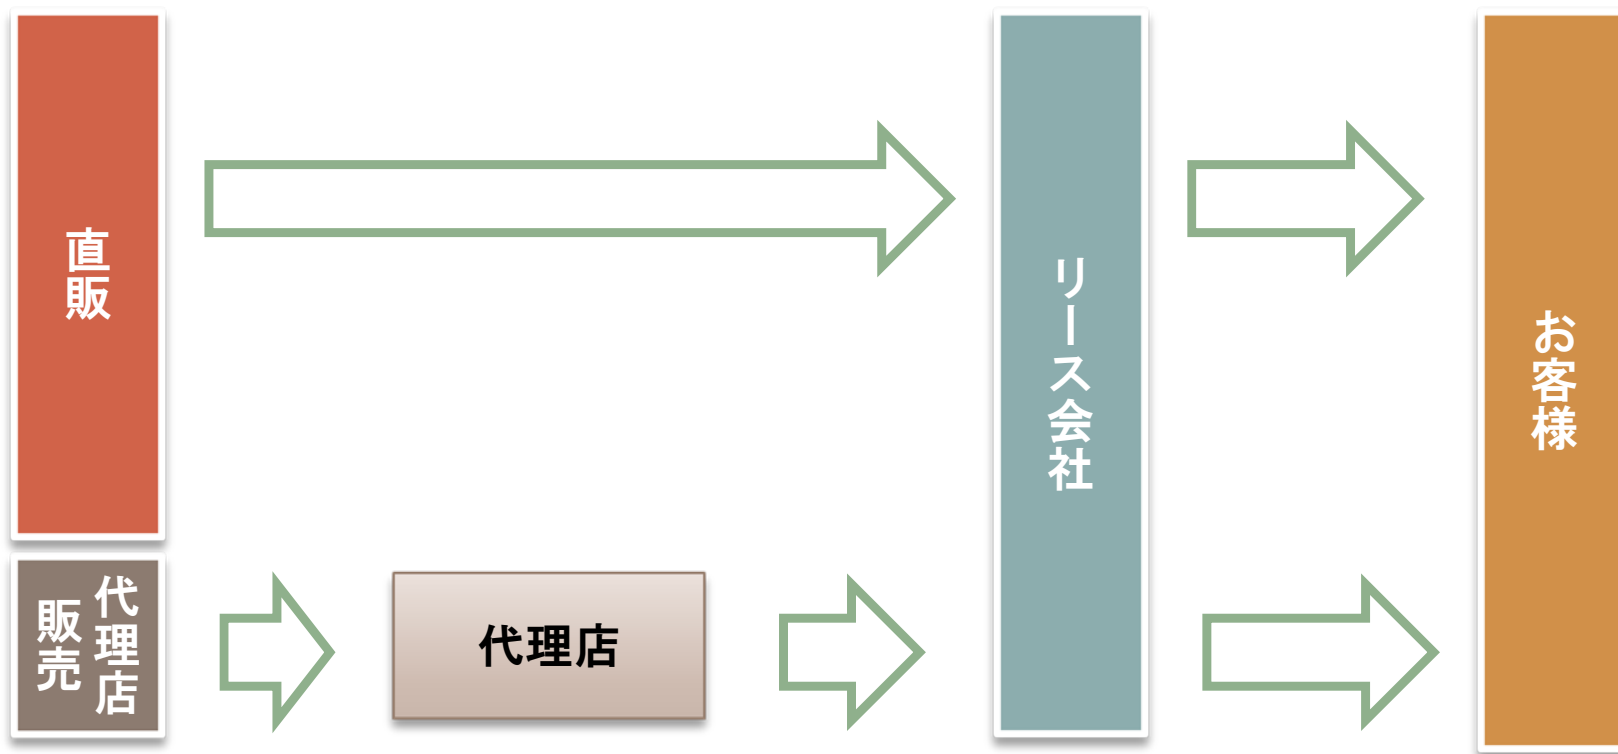 直販
代理店
販売
代理店
リース会社
お客様